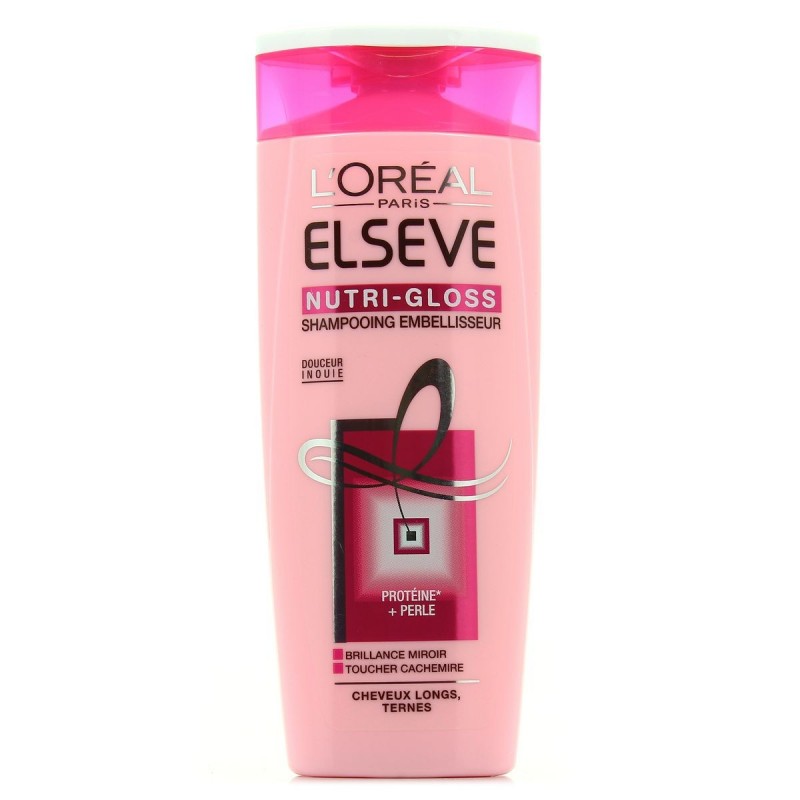 L'ORÉAL
PARIS
ELSEVE
NUTRI-GLOSS
SHAMPOOING EMBELLISSEUR
DOUCEUR
INOUIE
PROTÉINE*
+ PERLE
BRILLANCE MIROIR
TOUCHER CACHEMIRE
CHEVEUX LONGS,
TERNES